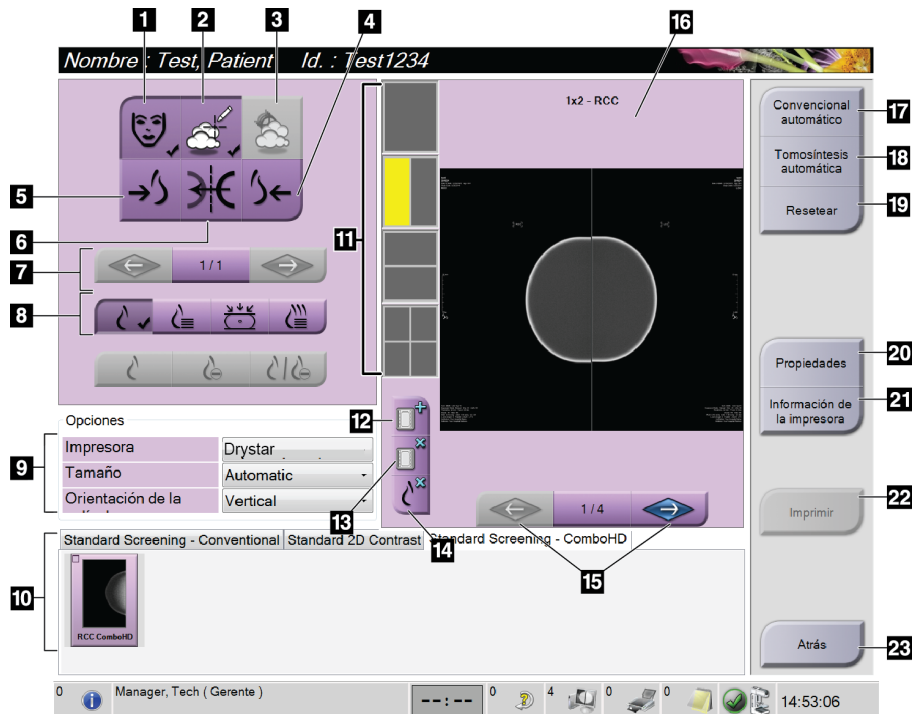 1
2
3
4
16
Nombre : Test, Patient Id. : Test1234
1x2 - RCC
Convencional
automático
17
Tomosíntesis
automática
18
Resetear
19
5
6
7
1/1
11
8
Propiedades
20
Información de
la impresora
21
Opciones
12
9
Impresora
Drystar
Tamaño
Automatic
Orientación de la
Vertical
13
14
1/4
15
Imprimir
22
Standard Screening - Conventional
Standard 2D Contrast
Standard Screening - ComboHD
10
RCC ComboHD
Atrás
23
0
Manager, Tech ( Gerente )
--:--
0
4
0
0
14:53:06